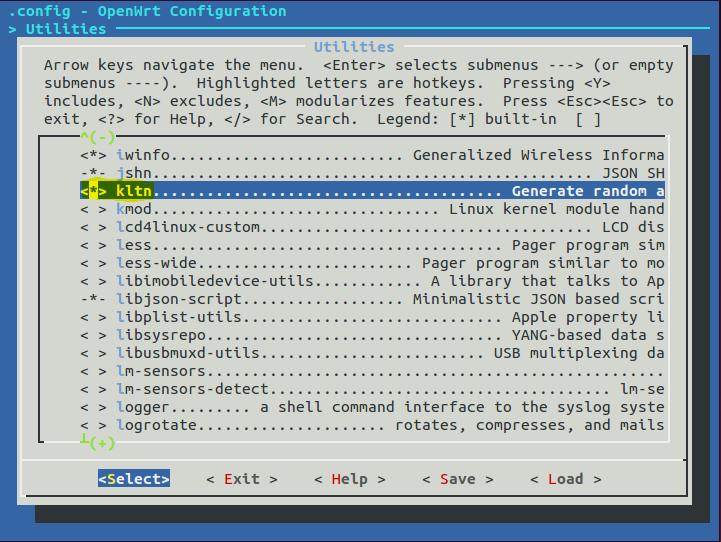 .config - OpenWrt Configuration
> Utilities
Utilities
Arrow keys navigate the menu.  <Enter> selects submenus ---> (or empty
submenus ----).  Highlighted letters are hotkeys.  Pressing <Y>
includes, <N> excludes, <M> modularizes features.  Press <Esc><Esc> to
exit, <?> for Help, </> for Search.  Legend: [*] built-in  [ ]
^(-)
<*> iwinfo.......................... Generalized Wireless Informa
-*- jshn............................................... JSON SH
<*> kltn....................................... Generate random a
< > kmod.............................. Linux kernel module hand
< > lcd4linux-custom..................................... LCD dis
< > less.......................................... Pager program sim
< > less-wide........................ Pager program similar to mo
< > libimobiledevice-utils............ A library that talks to Ap
-*- libjson-script.................. Minimalistic JSON based scri
< > libplist-utils............................. Apple property li
< > libsysrepo................................. YANG-based data s
< > libusbmuxd-utils.......................... USB multiplexing da
< > lm-sensors...................................................
< > lm-sensors-detect...................................... lm-se
< > logger......... a shell command interface to the syslog syste
< > logrotate..................... rotates, compresses, and mails
┴(+)
<Select>    < Exit >    < Help >    < Save >    < Load >